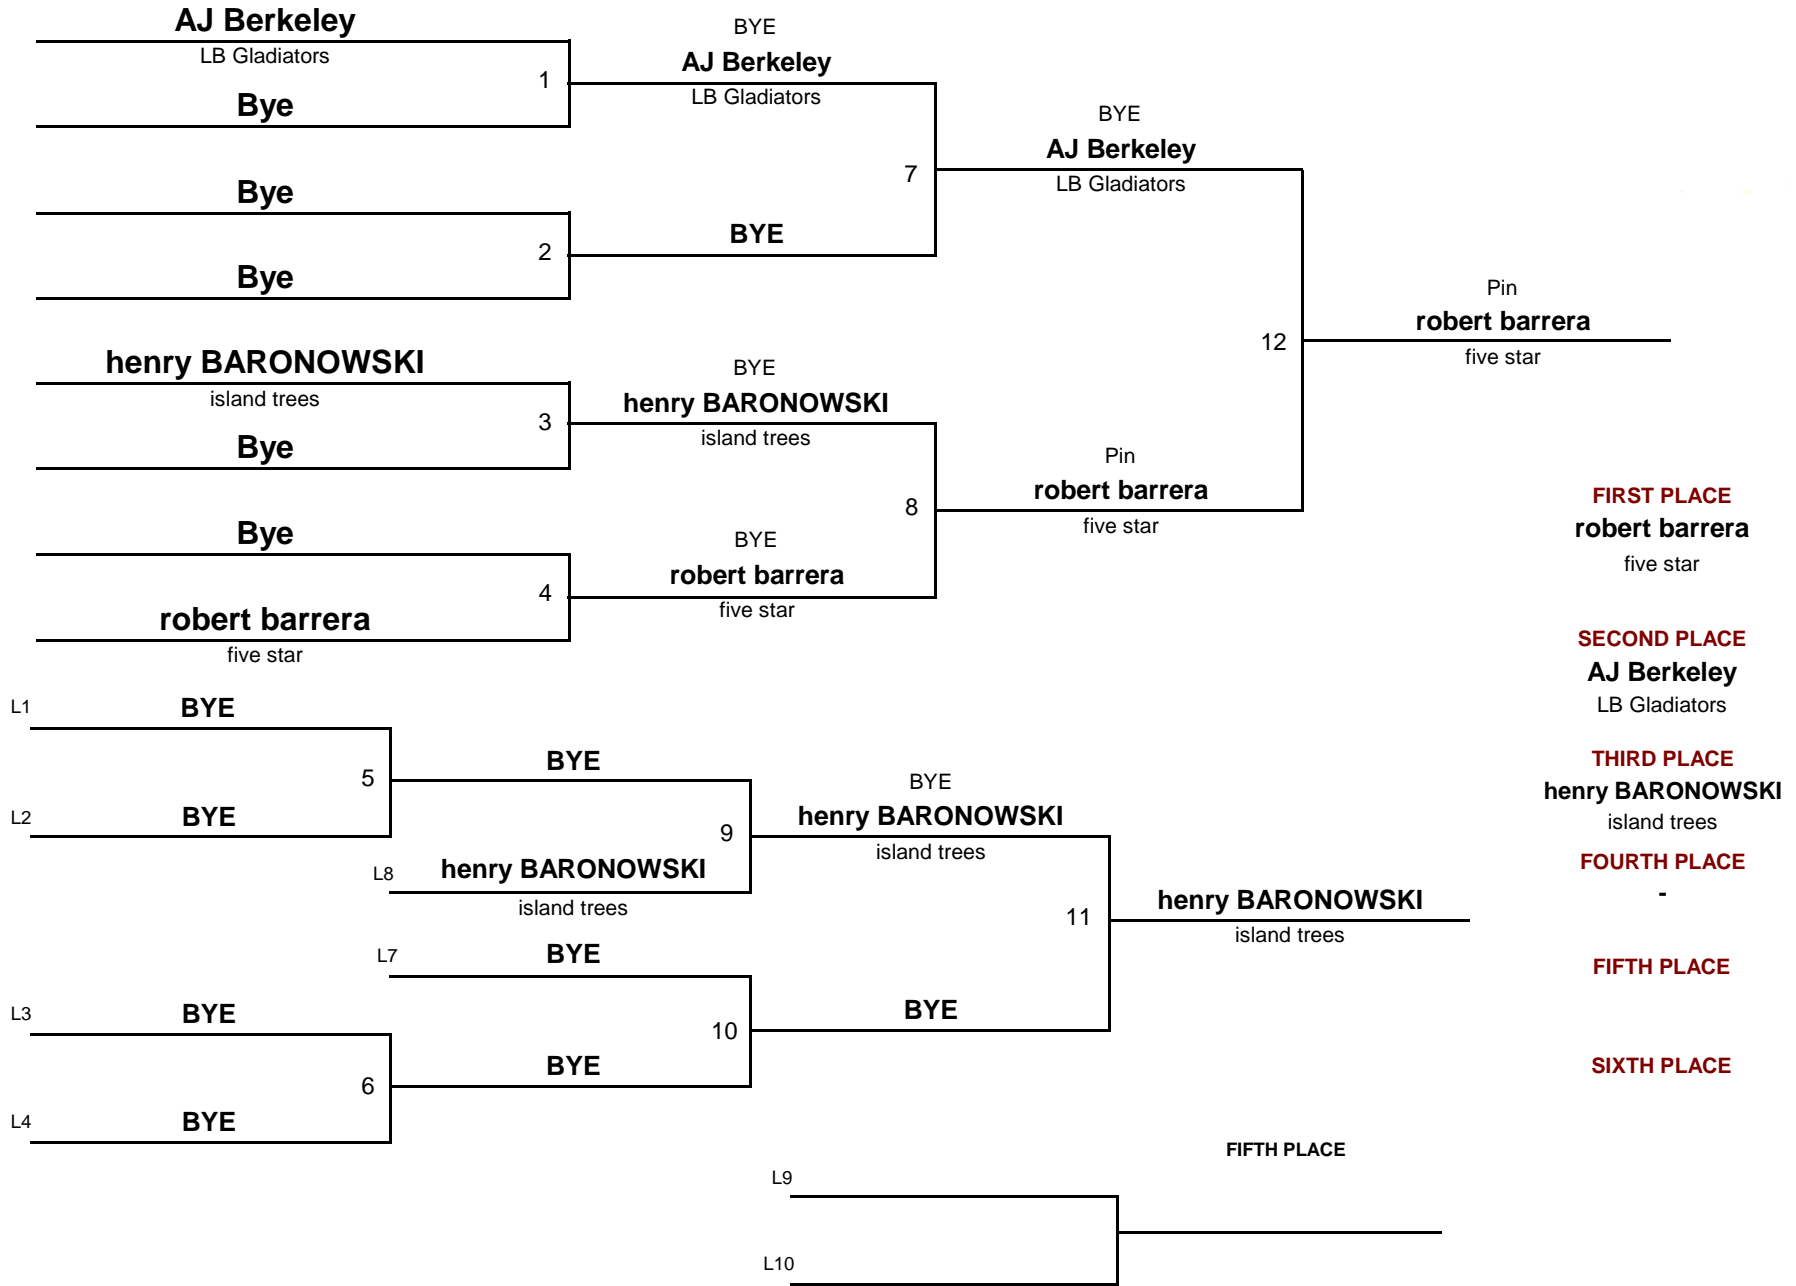 AJ Berkeley
LB Gladiators
1
Bye
Bye
2
Bye
henry BARONOWSKI
island trees
3
Bye
Bye
4
robert barrera
five star
BYE
AJ Berkeley
LB Gladiators
7
BYE
BYE
henry BARONOWSKI
island trees
8
BYE
robert barrera
five star
BYE
AJ Berkeley
LB Gladiators
12
Pin
robert barrera
five star
Pin
robert barrera
five star
L1
BYE
5
L2
BYE
BYE
9
L8
henry BARONOWSKI
island trees
L7
BYE
10
L3
BYE
6
BYE
L4
BYE
BYE
henry BARONOWSKI
island trees
11
BYE
henry BARONOWSKI
island trees
FIFTH PLACE
L9
L10
FIRST PLACE
robert barrera
five star
SECOND PLACE
AJ Berkeley
LB Gladiators
THIRD PLACE
henry BARONOWSKI
island trees
FOURTH PLACE
-
FIFTH PLACE
SIXTH PLACE